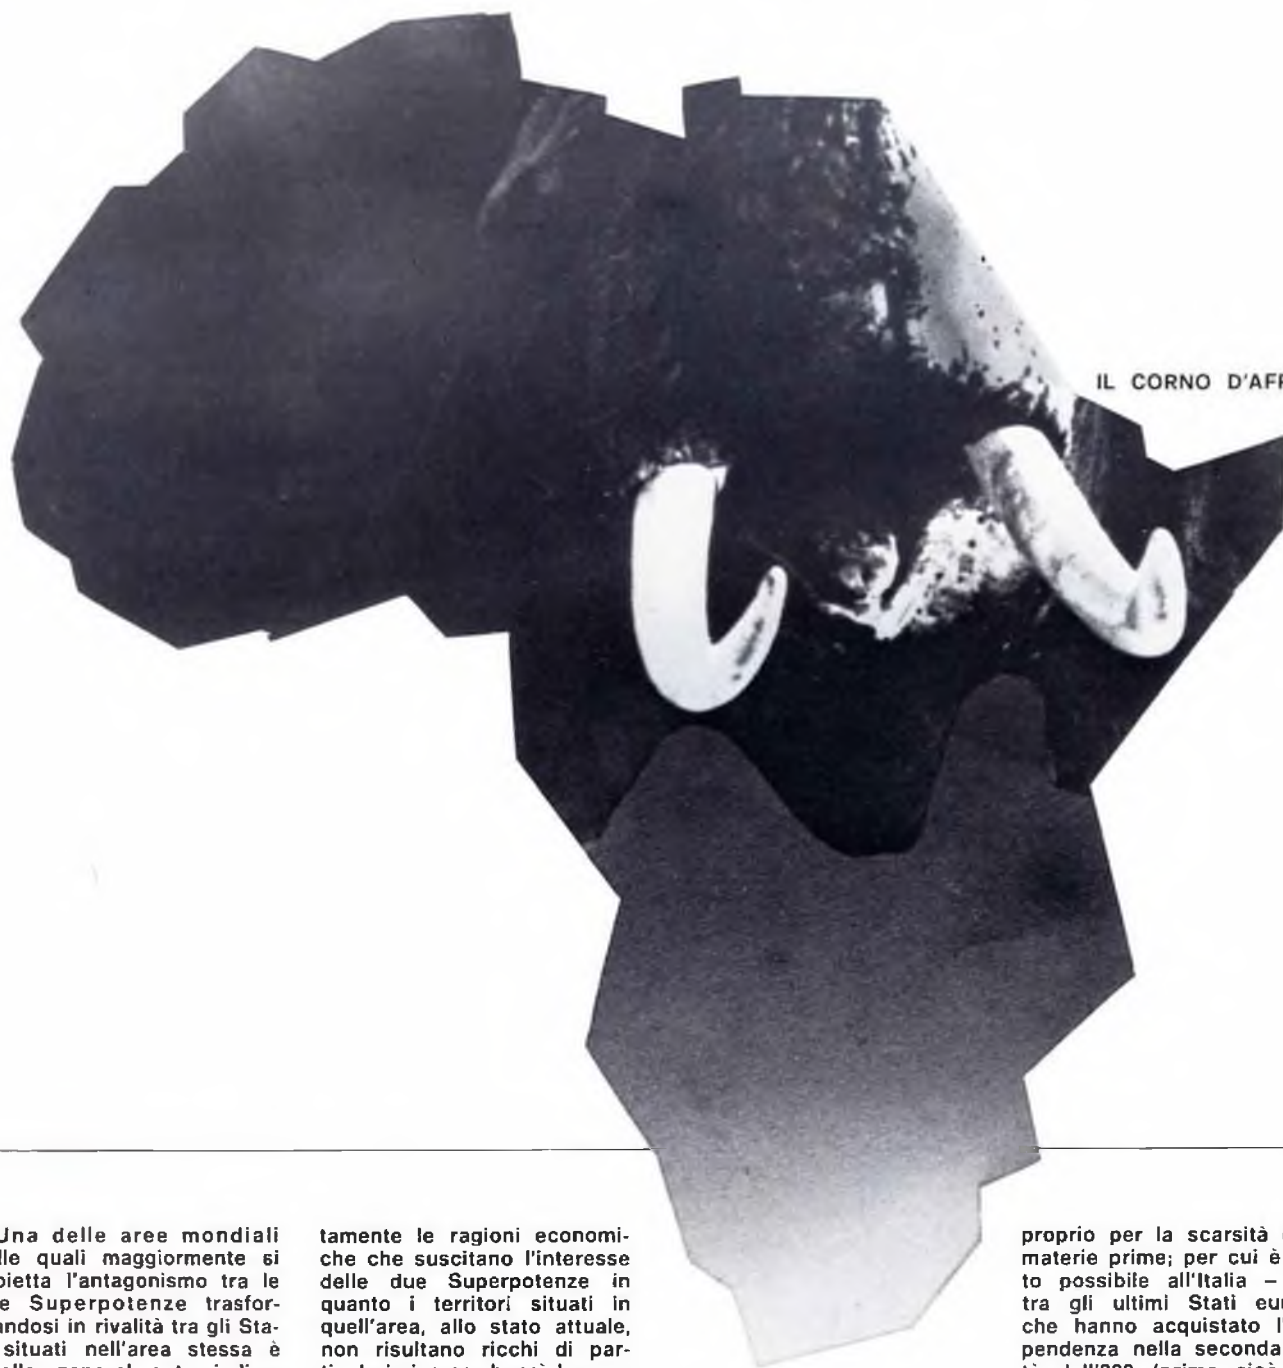 IL CORNO D'AFR
Una delle aree mondiali
lle quali maggiormente si
oietta l'antagonismo tra le
e Superpotenze trasfor-
andosi in rivalità tra gli Sta-
situati nell'area stessa è
tamente le ragioni economi-
che che suscitano l'interesse
delle due Superpotenze in
quanto i territori situati in
quell'area, allo stato attuale,
non risultano ricchi di par-
proprio per la scarsità
materie prime; per cui è
to possibile all'Italia –
tra gli ultimi Stati eur
che hanno acquistato l'
pendenza nella seconda